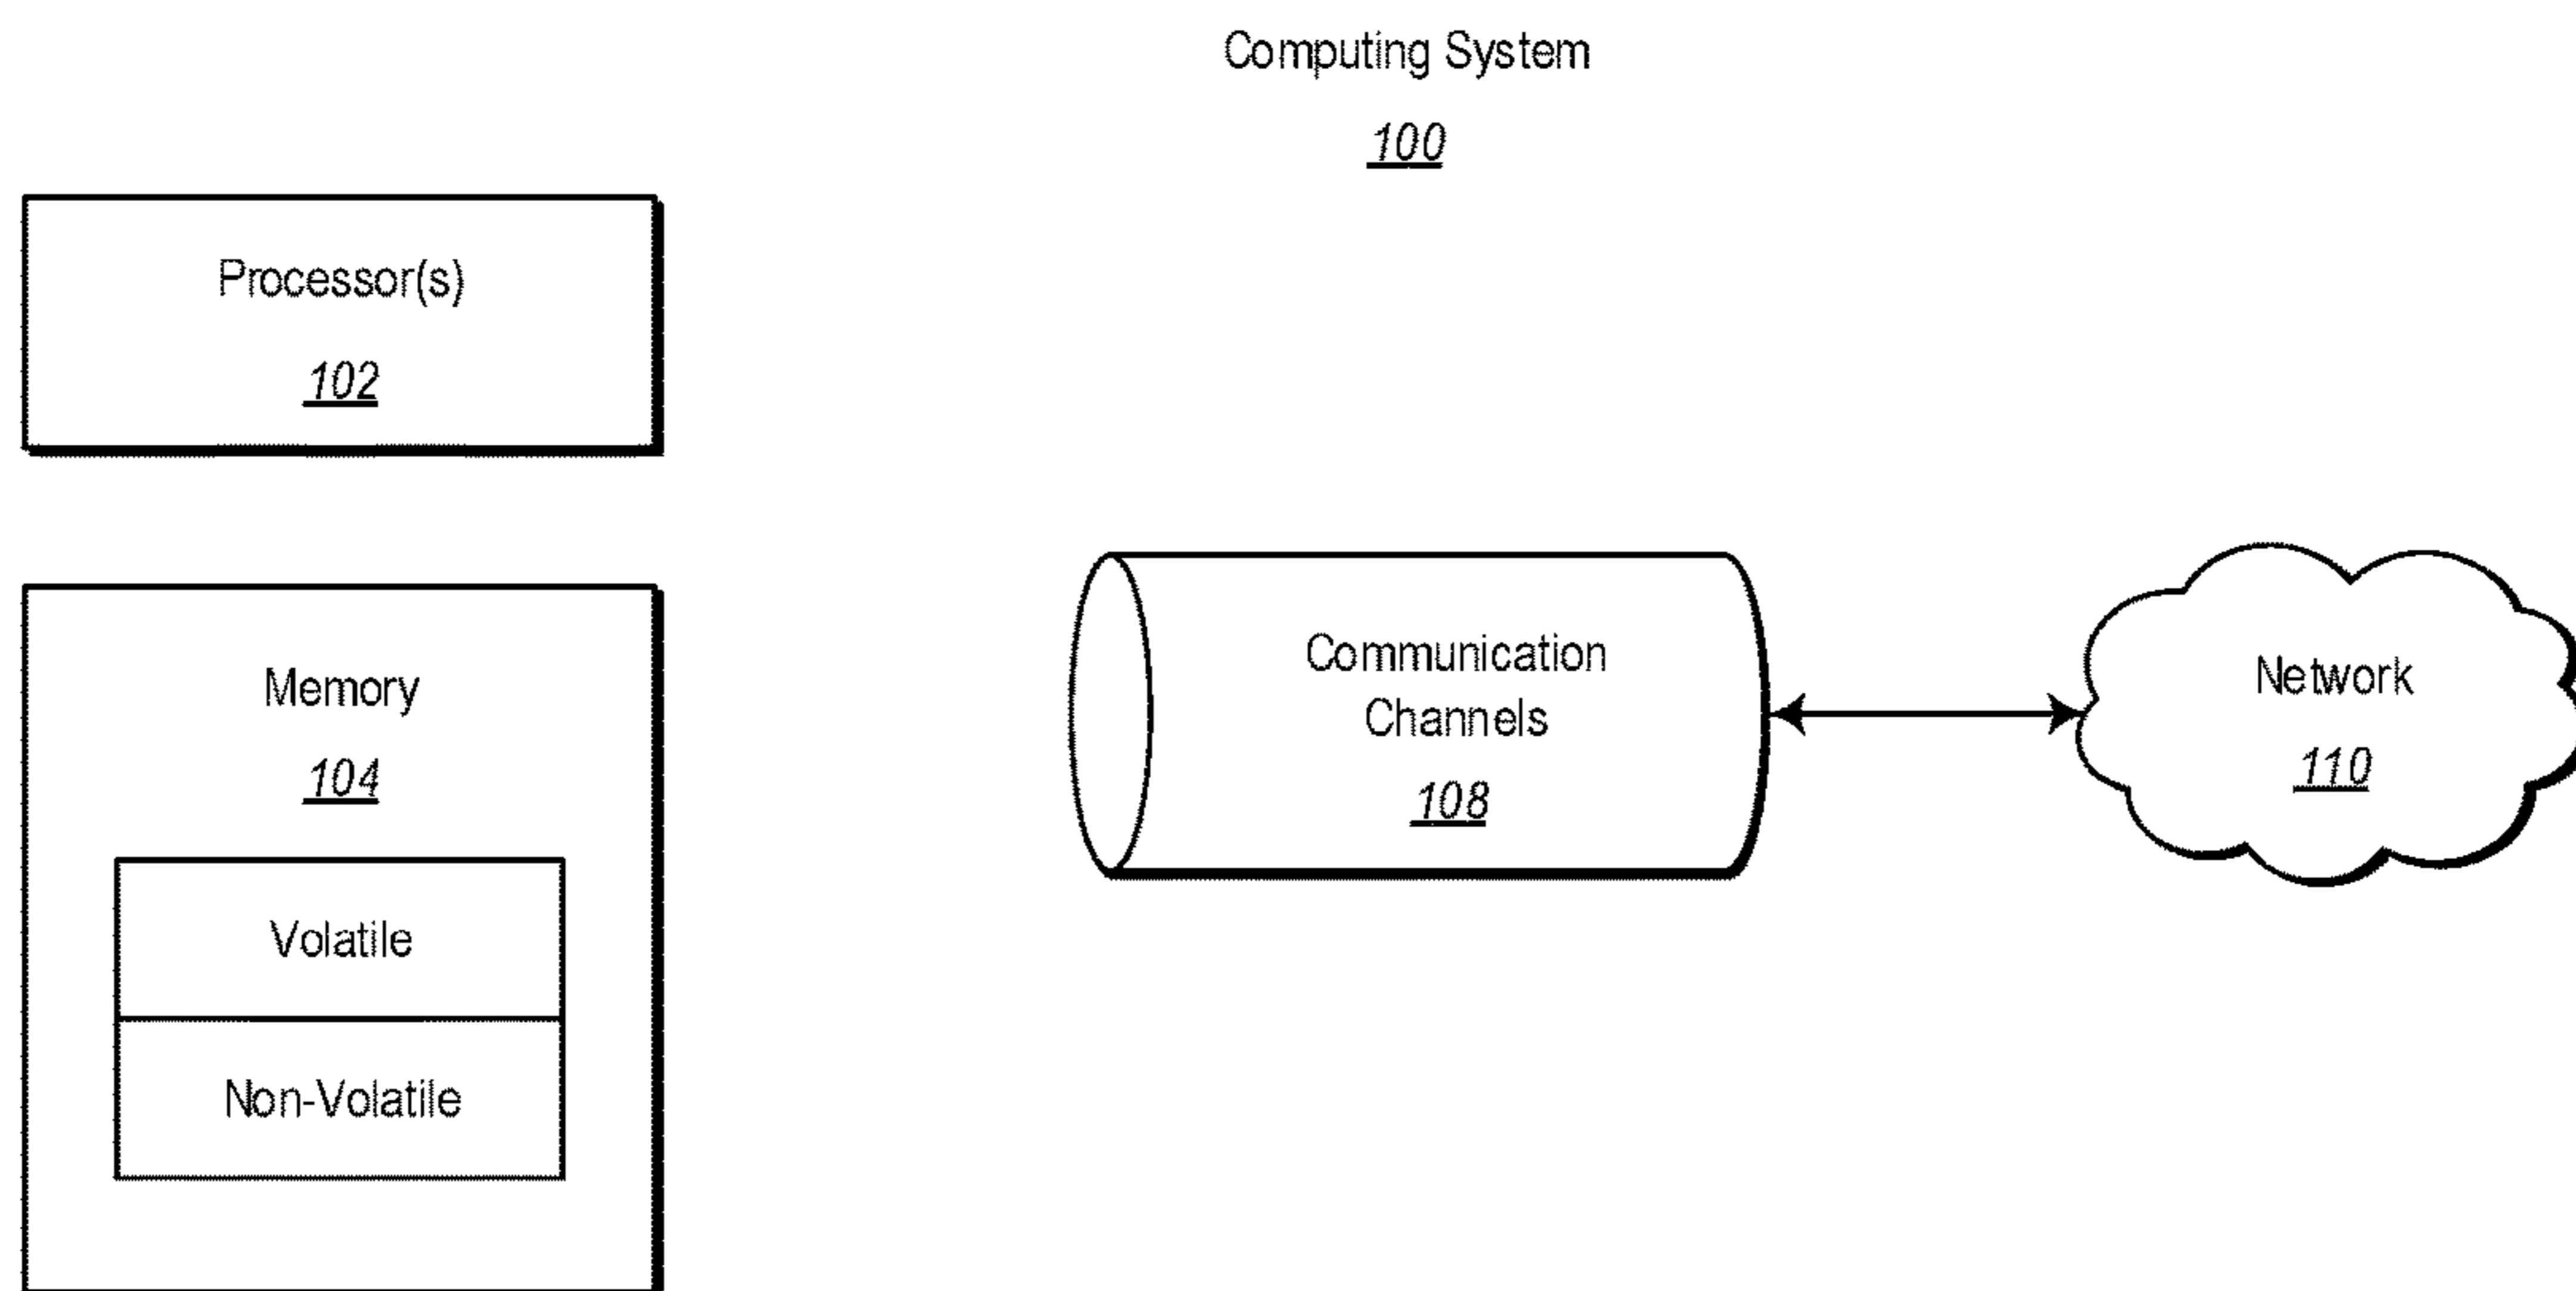 Computing System
100
Processor(s)
102
Memory
104
Volatile
Non-Volatile
Communication
Channels
108
Network
110